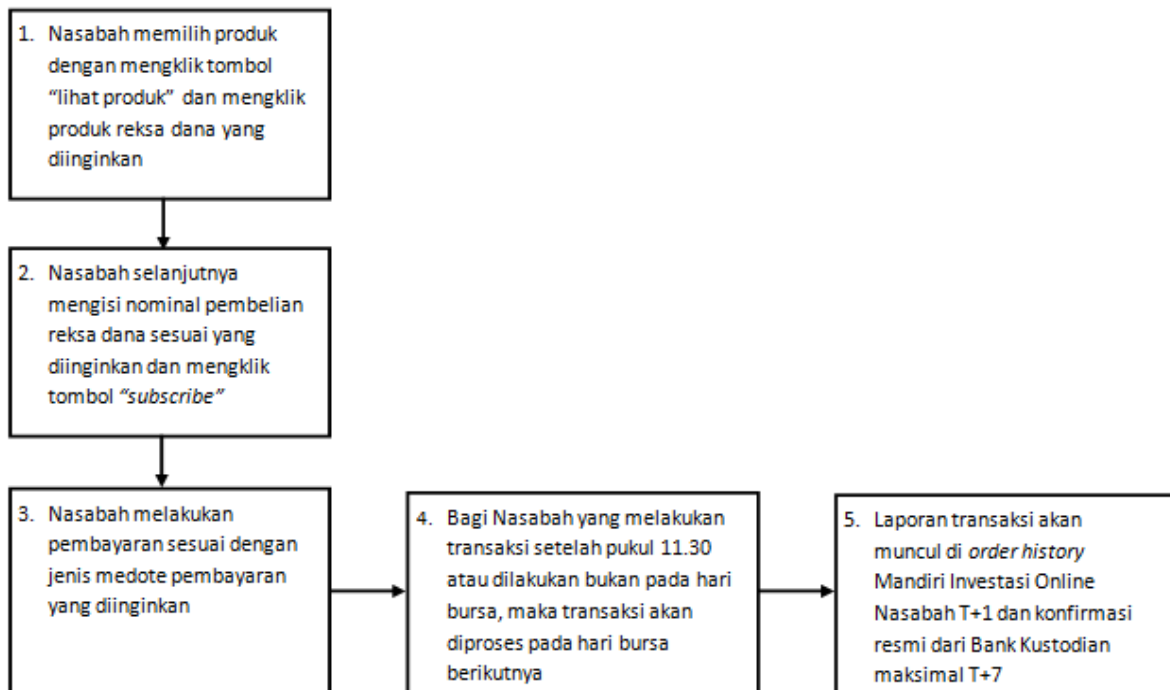 1. Nasabah memilih produk
dengan mengklik tombol
“lihat produk” dan mengklik
produk reksa dana yang
diinginkan
2. Nasabah selanjutnya
mengisi nominal pembelian
reksa dana sesuai yang
diinginkan dan mengklik
tombol “subscribe”
3. Nasabah melakukan
pembayaran sesuai dengan
jenis medote pembayaran
yang diinginkan
4. Bagi Nasabah yang melakukan
transaksi setelah pukul 11.30
atau dilakukan bukan pada hari
bursa, maka transaksi akan
diproses pada hari bursa
berikutnya
5. Laporan transaksi akan
muncul di order history
Mandiri Investasi Online
Nasabah T+1 dan konfirmasi
resmi dari Bank Kustodian
maksimal T+7